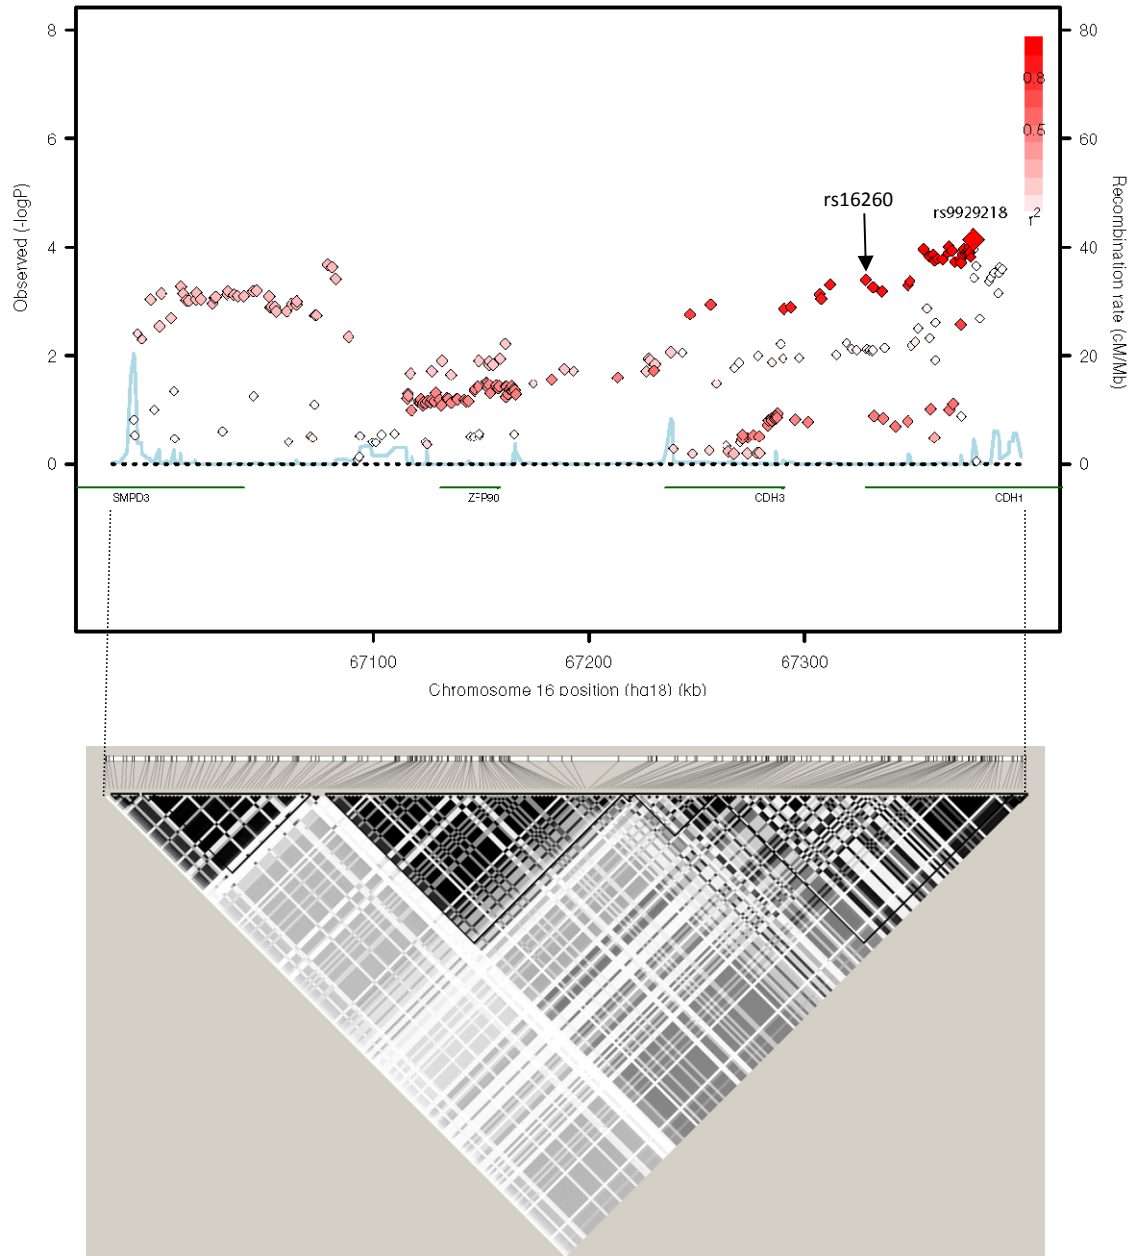 8
6
4
2
0
Observed (-logP)
80
60
40
20
0
Recombination rate (cM/Mb)
0.8
0.5
r2
rs16260
rs9929218
SMPD3
ZFP90
CDH3
CDH1
67100
67200
67300
Chromosome 16 position (hg18) (kb)